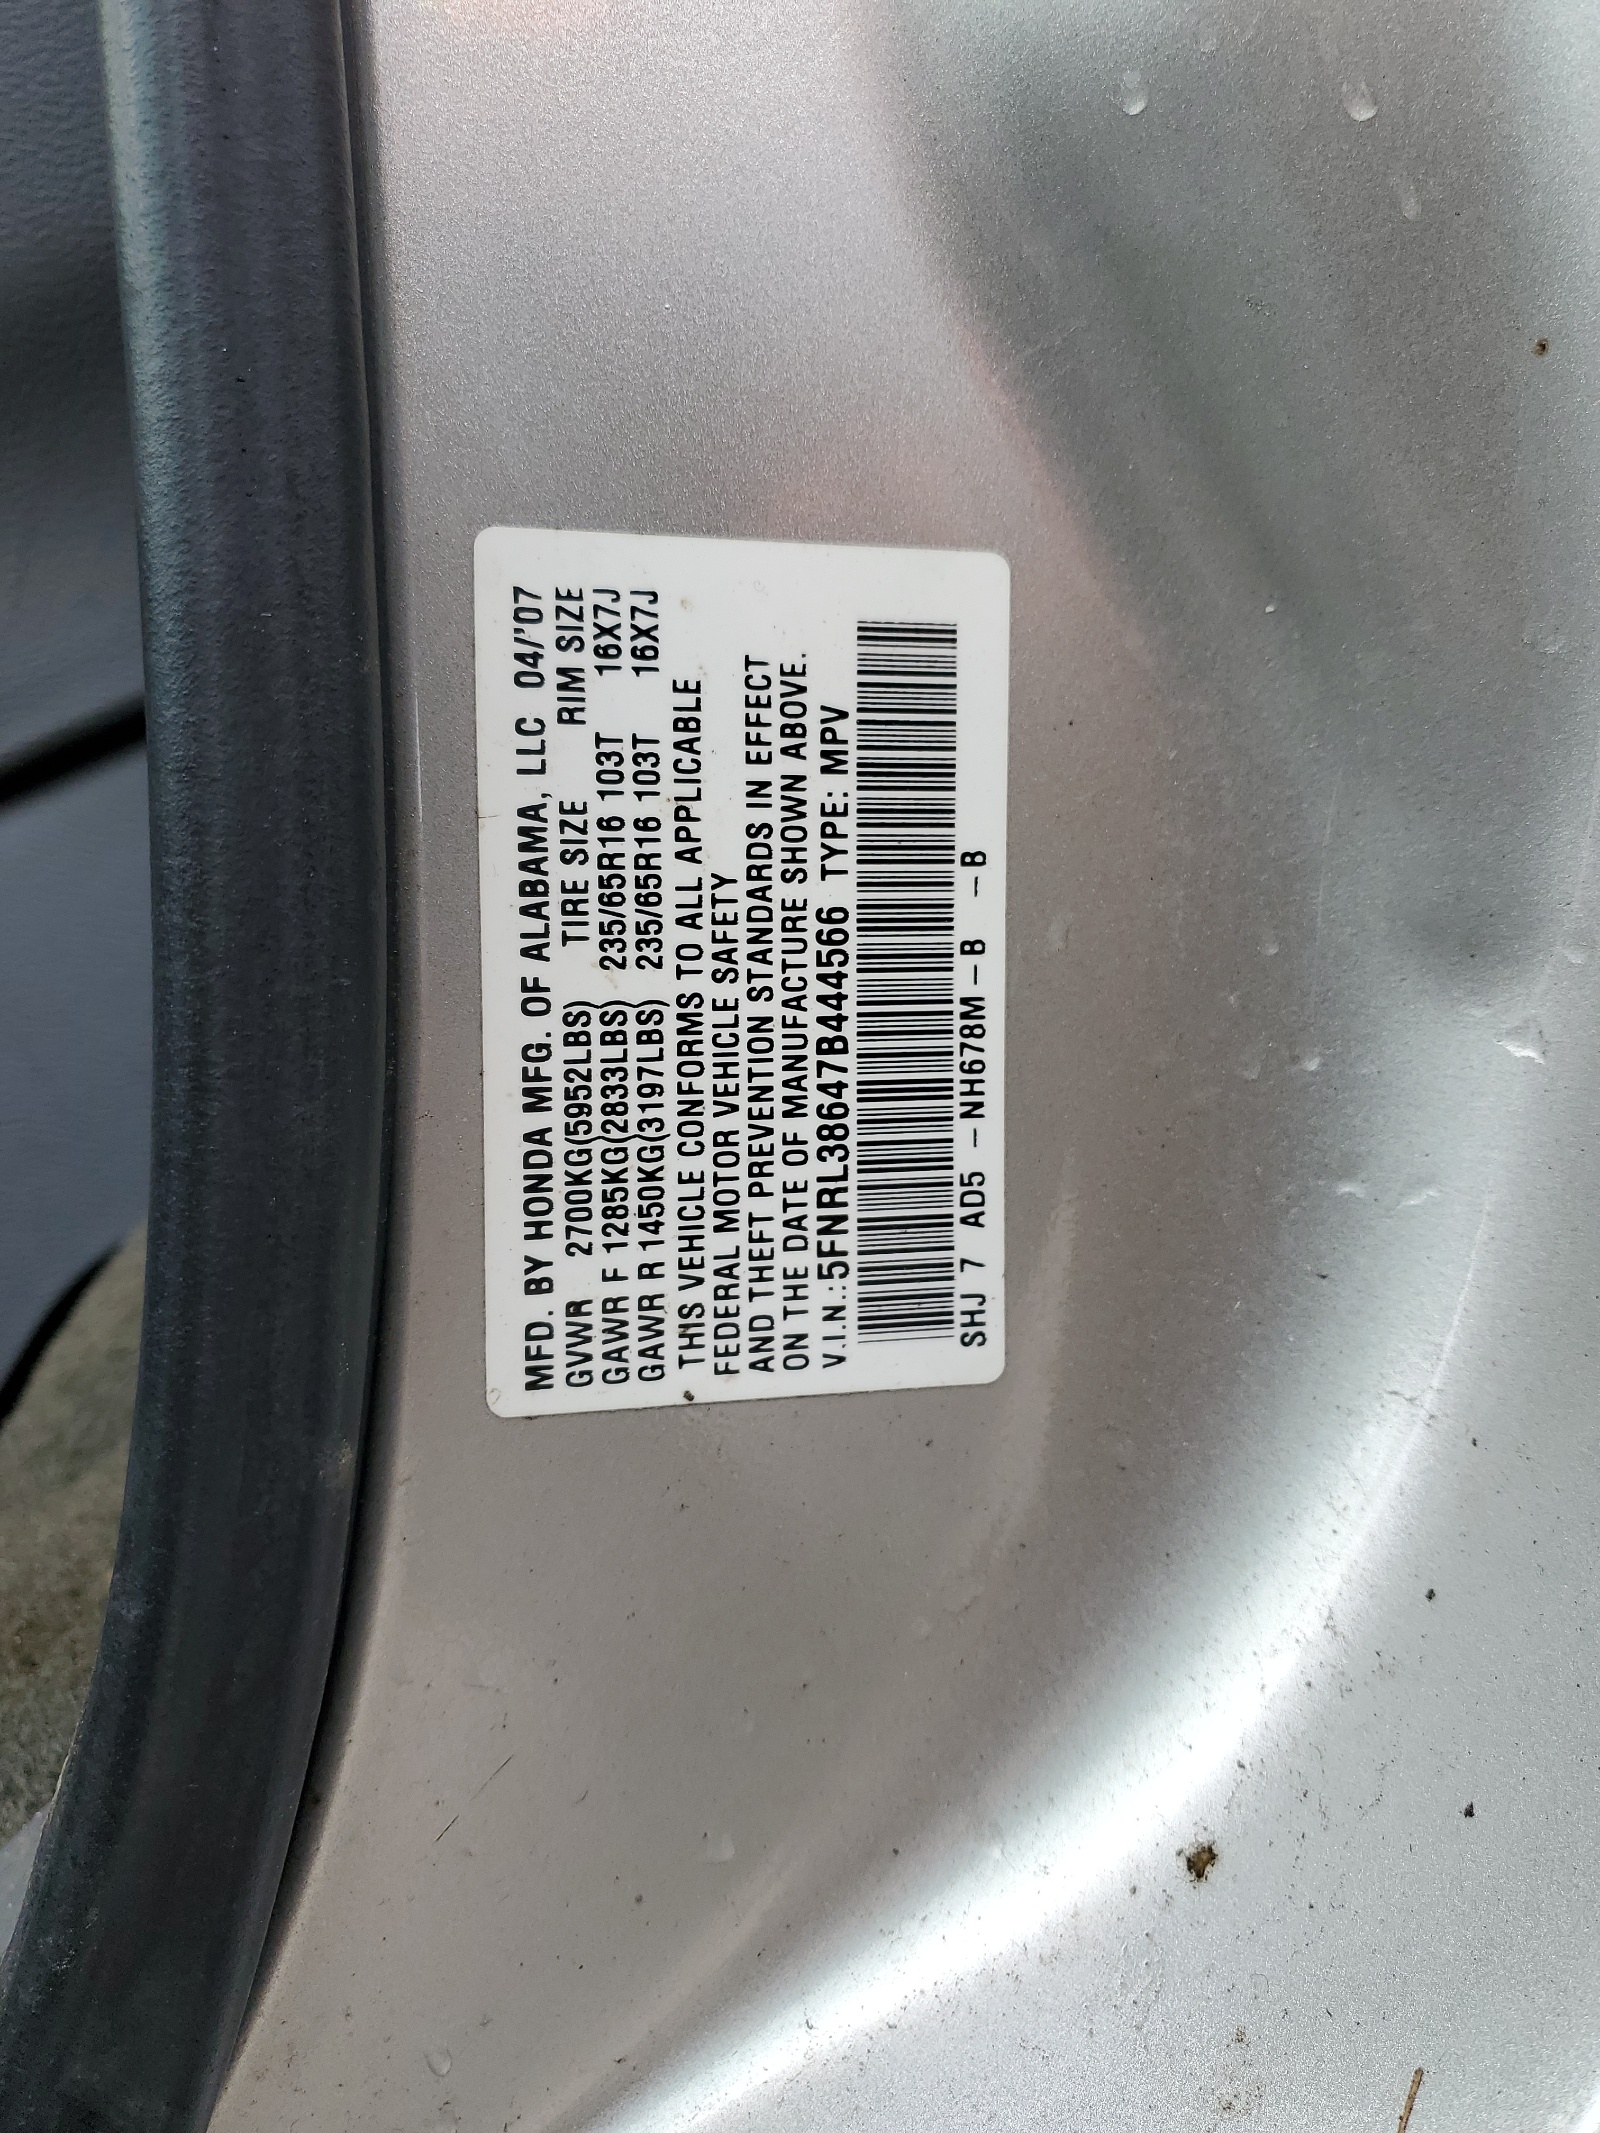 MFD. BY HONDA MFG. OF ALABAMA, LLC 04/'07
GVWR 2700KG(5952LBS) TIRE SIZE RIM SIZE
GAWR F 1285KG(2833LBS) 235/65R16 103T 16X7J
GAWR R 1450KG(3197LBS) 235/65R16 103T 16X7J
THIS VEHICLE CONFORMS TO ALL APPLICABLE
FEDERAL MOTOR VEHICLE SAFETY
AND THEFT PREVENTION STANDARDS IN EFFECT
ON THE DATE OF MANUFACTURE SHOWN ABOVE.
V.I.N.:5FNRL38647B444566 TYPE: MPV
SHJ 7 AD5 –NH678M–B –B